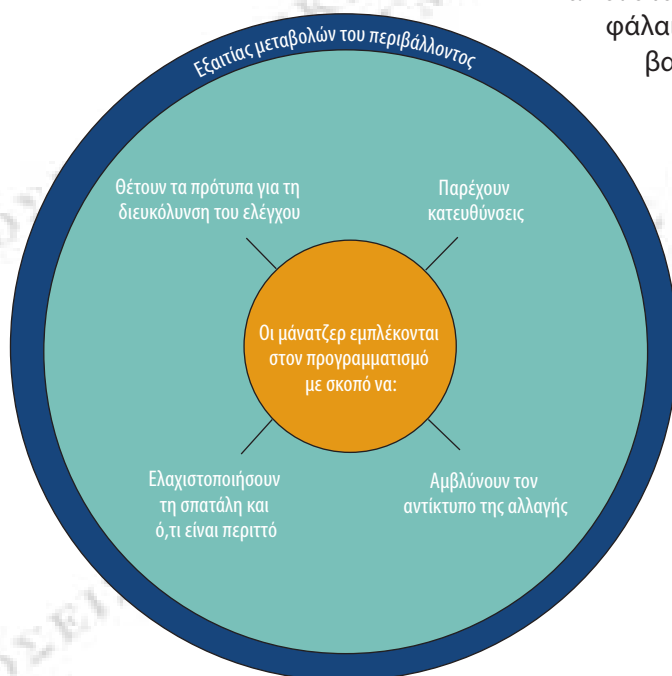 φάλα
βα
Εξαιτίας μεταβολών του περιβάλλοντος
Θέτουν τα πρότυπα για τη
διευκόλυνση του ελέγχου
Παρέχουν
κατευθύνσεις
Οι μάνατζερ εμπλέκονται
στον προγραμματισμό
με σκοπό να:
Ελαχιστοποιήσουν
τη σπατάλη και
ό,τι είναι περιττό
Αμβλύνουν τον
αντίκτυπο της αλλαγής